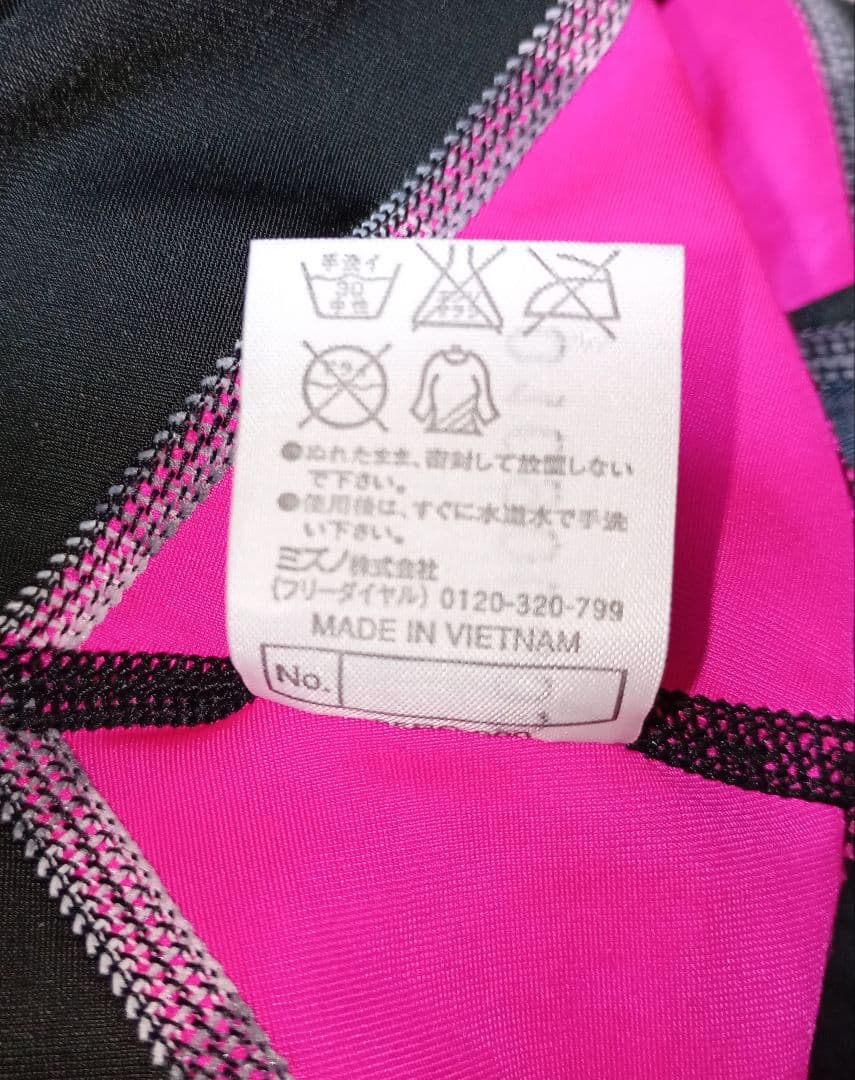 手洗イ
30
中性
エンソ
サラシ
ドライ
●ぬれたまま、密封して放置しない
で下さい。
●使用後は、すぐに水道水で手洗
い下さい。
ミズノ株式会社
(フリーダイヤル) 0120-320-799
MADE IN VIETNAM
No.